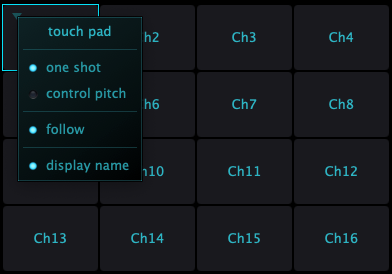 touch pad
one shot
control pitch
follow
display name
Ch2
Ch3
Ch4
h6
Ch7
Ch8
h10
Ch11
Ch12
Ch13
Ch14
Ch15
Ch16